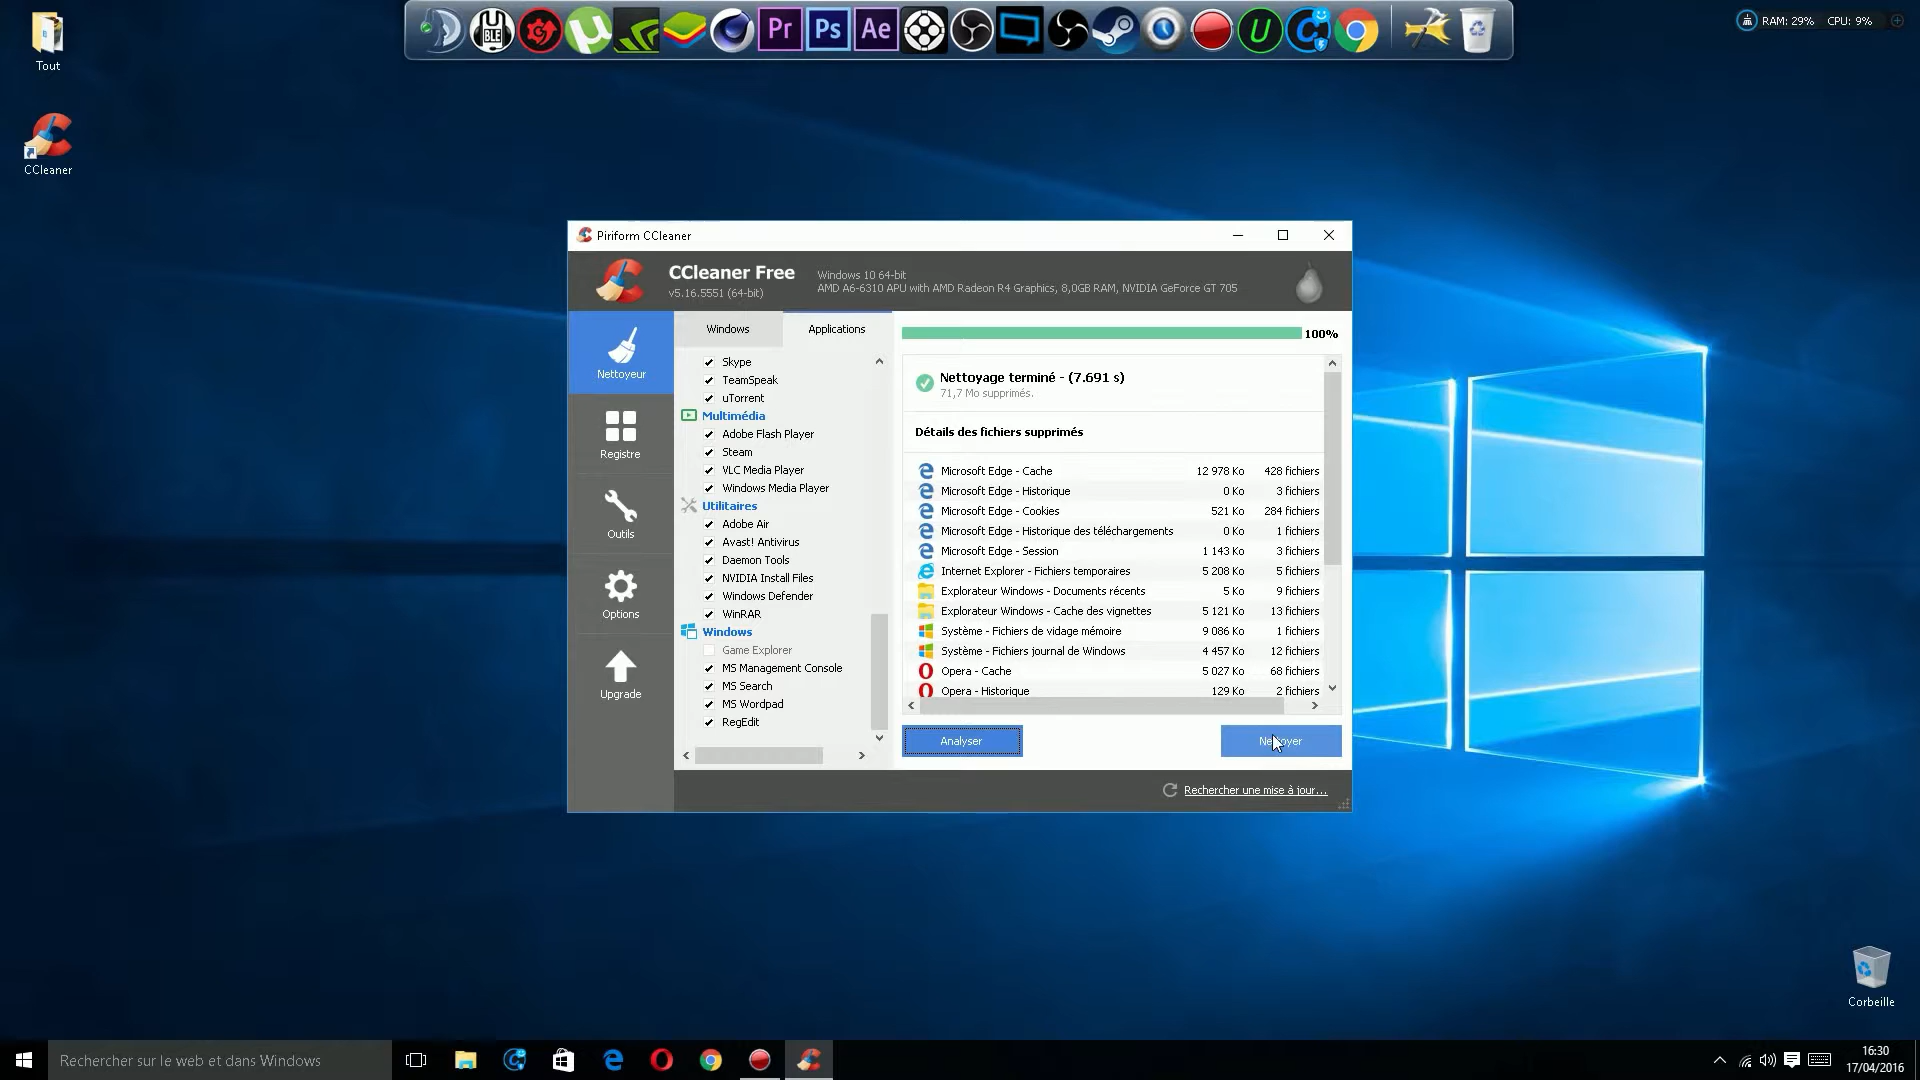 Tout
CCleaner
BLE
Pr
Ps
Ae
U
RAM: 29% CPU: 9%
Piriform CCleaner
CCleaner Free
v5.16.5551 (64-bit)
Windows 10 64-bit
AMD A6-6310 APU with AMD Radeon R4 Graphics, 8,0GB RAM, NVIDIA GeForce GT 705
Nettoyeur
Registre
Outils
Options
Upgrade
Windows
Applications
Skype
TeamSpeak
uTorrent
Multimédia
Adobe Flash Player
Steam
VLC Media Player
Windows Media Player
Utilitaires
Adobe Air
Avast! Antivirus
Daemon Tools
NVIDIA Install Files
Windows Defender
WinRAR
Windows
Game Explorer
MS Management Console
MS Search
MS Wordpad
RegEdit
100%
Nettoyage terminé - (7.691 s)
71,7 Mo supprimés.
Détails des fichiers supprimés
Microsoft Edge - Cache 12 978 Ko 428 fichiers
Microsoft Edge - Historique 0 Ko 3 fichiers
Microsoft Edge - Cookies 521 Ko 284 fichiers
Microsoft Edge - Historique des téléchargements 0 Ko 1 fichiers
Microsoft Edge - Session 1 143 Ko 3 fichiers
Internet Explorer - Fichiers temporaires 5 208 Ko 5 fichiers
Explorateur Windows - Documents récents 5 Ko 9 fichiers
Explorateur Windows - Cache des vignettes 5 121 Ko 13 fichiers
Système - Fichiers de vidage mémoire 9 086 Ko 1 fichiers
Système - Fichiers journal de Windows 4 457 Ko 12 fichiers
Opera - Cache 5 027 Ko 68 fichiers
Opera - Historique 129 Ko 2 fichiers
Analyser
Nettoyer
Rechercher une mise à jour...
Corbeille
Rechercher sur le web et dans Windows
16:30
17/04/2016